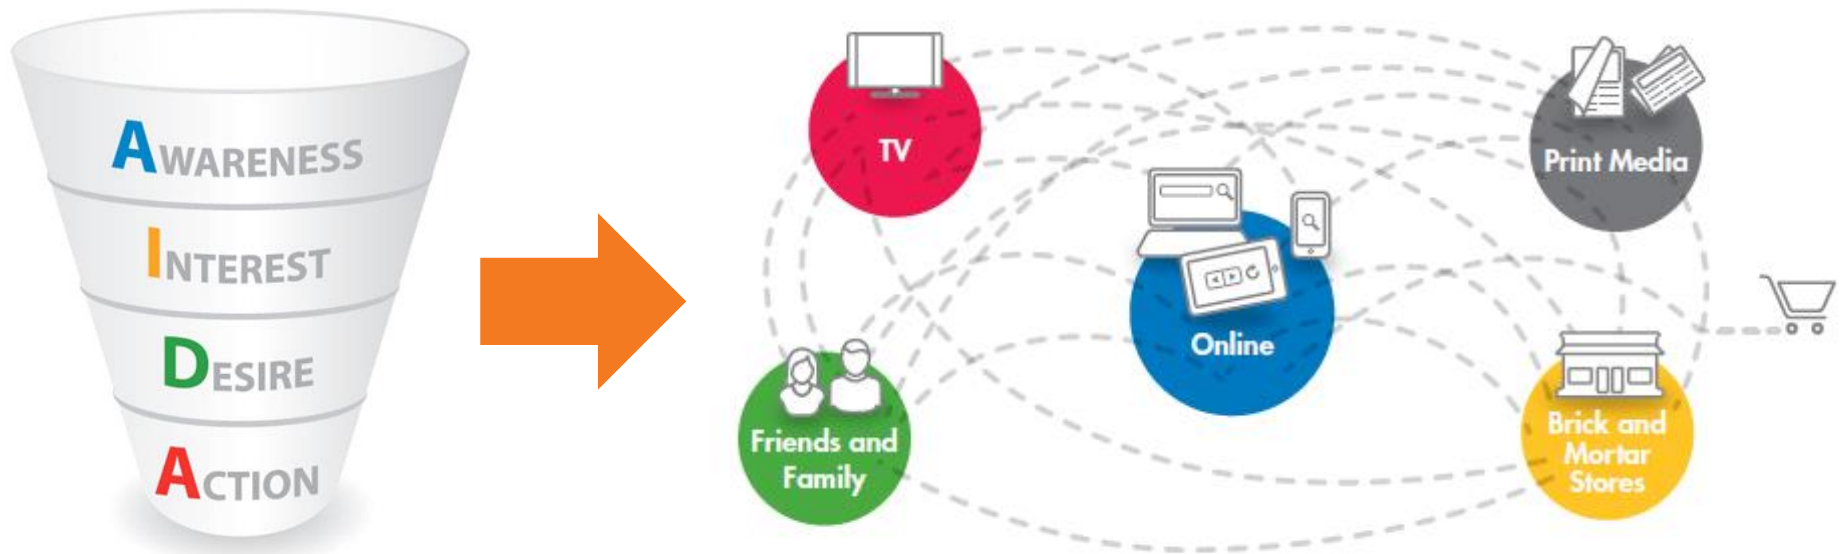 AWARENESS
INTEREST
DESIRE
ACTION
TV
Print Media
Online
Friends and
Family
Brick and
Mortar
Stores